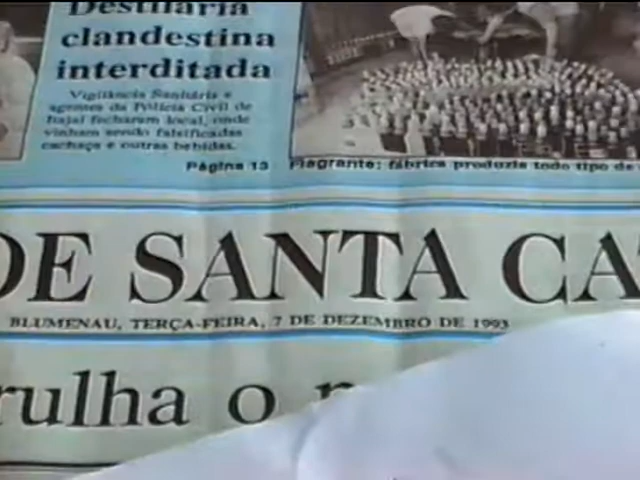 Destilaria
clandestina
interditada
Vigilância Sanitária e
agentes da Polícia Civil de
Itajaí fecharam local, onde
vinham sendo falsificadas
cachaça e outras bebidas.
Página 13
Flagrante: fábrica produzia todo tipo de
DE SANTA CA
BLUMENAU, TERÇA-FEIRA, 7 DE DEZEMBRO DE 1993
rulha o